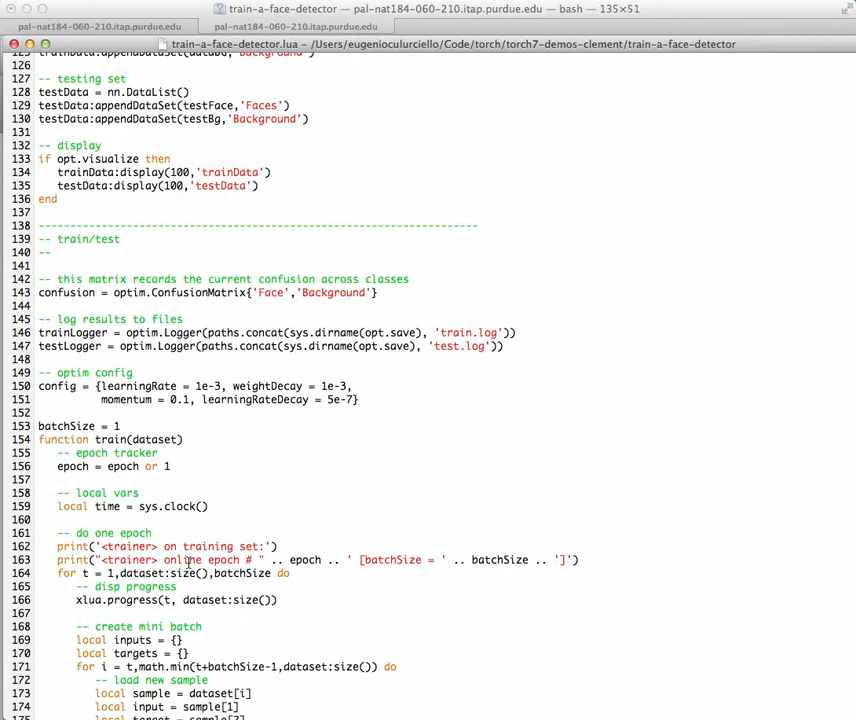 train-a-face-detector — bash — 135×51
pal-nat184-060-210.itap.purdue.edu
pal-nat184-060-210.itap.purdue.edu
train-a-face-detector.lua – /Users/eugenioculurciello/Code/torch/torch7-demos-clement/train-a-face-detector
125 trainData:appendDataSet(dataBg,'Background')
126
127 -- testing set
128 testData = nn.DataList()
129 testData:appendDataSet(testFace,'Faces')
130 testData:appendDataSet(testBg,'Background')
131
132 -- display
133 if opt.visualize then
134 trainData:display(100,'trainData')
135 testData:display(100,'testData')
136 end
137
138 ----------------------------------------------------------------------
139 -- train/test
140 --
141
142 -- this matrix records the current confusion across classes
143 confusion = optim.ConfusionMatrix{'Face','Background'}
144
145 -- log results to files
146 trainLogger = optim.Logger(paths.concat(sys.dirname(opt.save), 'train.log'))
147 testLogger = optim.Logger(paths.concat(sys.dirname(opt.save), 'test.log'))
148
149 -- optim config
150 config = {learningRate = 1e-3, weightDecay = 1e-3,
151 momentum = 0.1, learningRateDecay = 5e-7}
152
153 batchSize = 1
154 function train(dataset)
155 -- epoch tracker
156 epoch = epoch or 1
157
158 -- local vars
159 local time = sys.clock()
160
161 -- do one epoch
162 print('<trainer> on training set:')
163 print("<trainer> online epoch # " .. epoch .. ' [batchSize = ' .. batchSize .. ']')
164 for t = 1,dataset:size(),batchSize do
165 -- disp progress
166 xlua.progress(t, dataset:size())
167
168 -- create mini batch
169 local inputs = {}
170 local targets = {}
171 for i = t,math.min(t+batchSize-1,dataset:size()) do
172 -- load new sample
173 local sample = dataset[i]
174 local input = sample[1]
175 local target = sample[2]